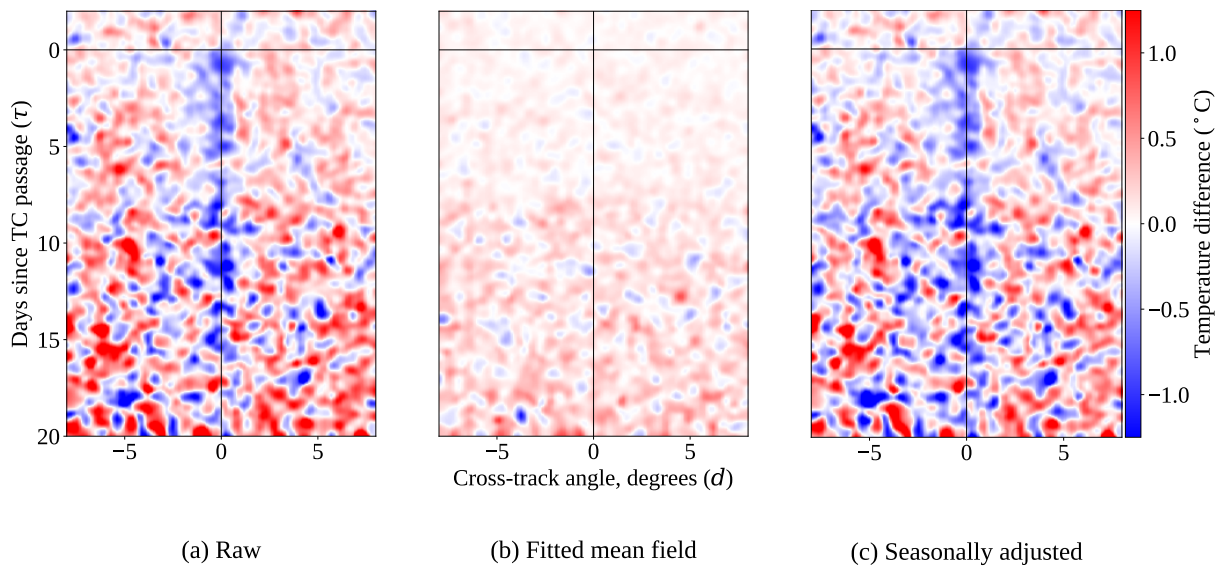 0
5
10
15
20
Days since TC passage (τ)
−5 0 5
−5 0 5
−5 0 5
Cross-track angle, degrees (d)
1.0
0.5
0.0
−0.5
−1.0
Temperature difference (°C)
(a) Raw
(b) Fitted mean field
(c) Seasonally adjusted